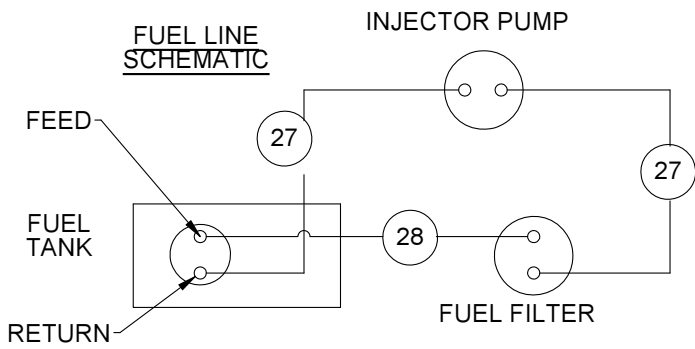 FUEL LINE
SCHEMATIC
INJECTOR PUMP
FEED
27
27
FUEL
TANK
28
FUEL FILTER
RETURN